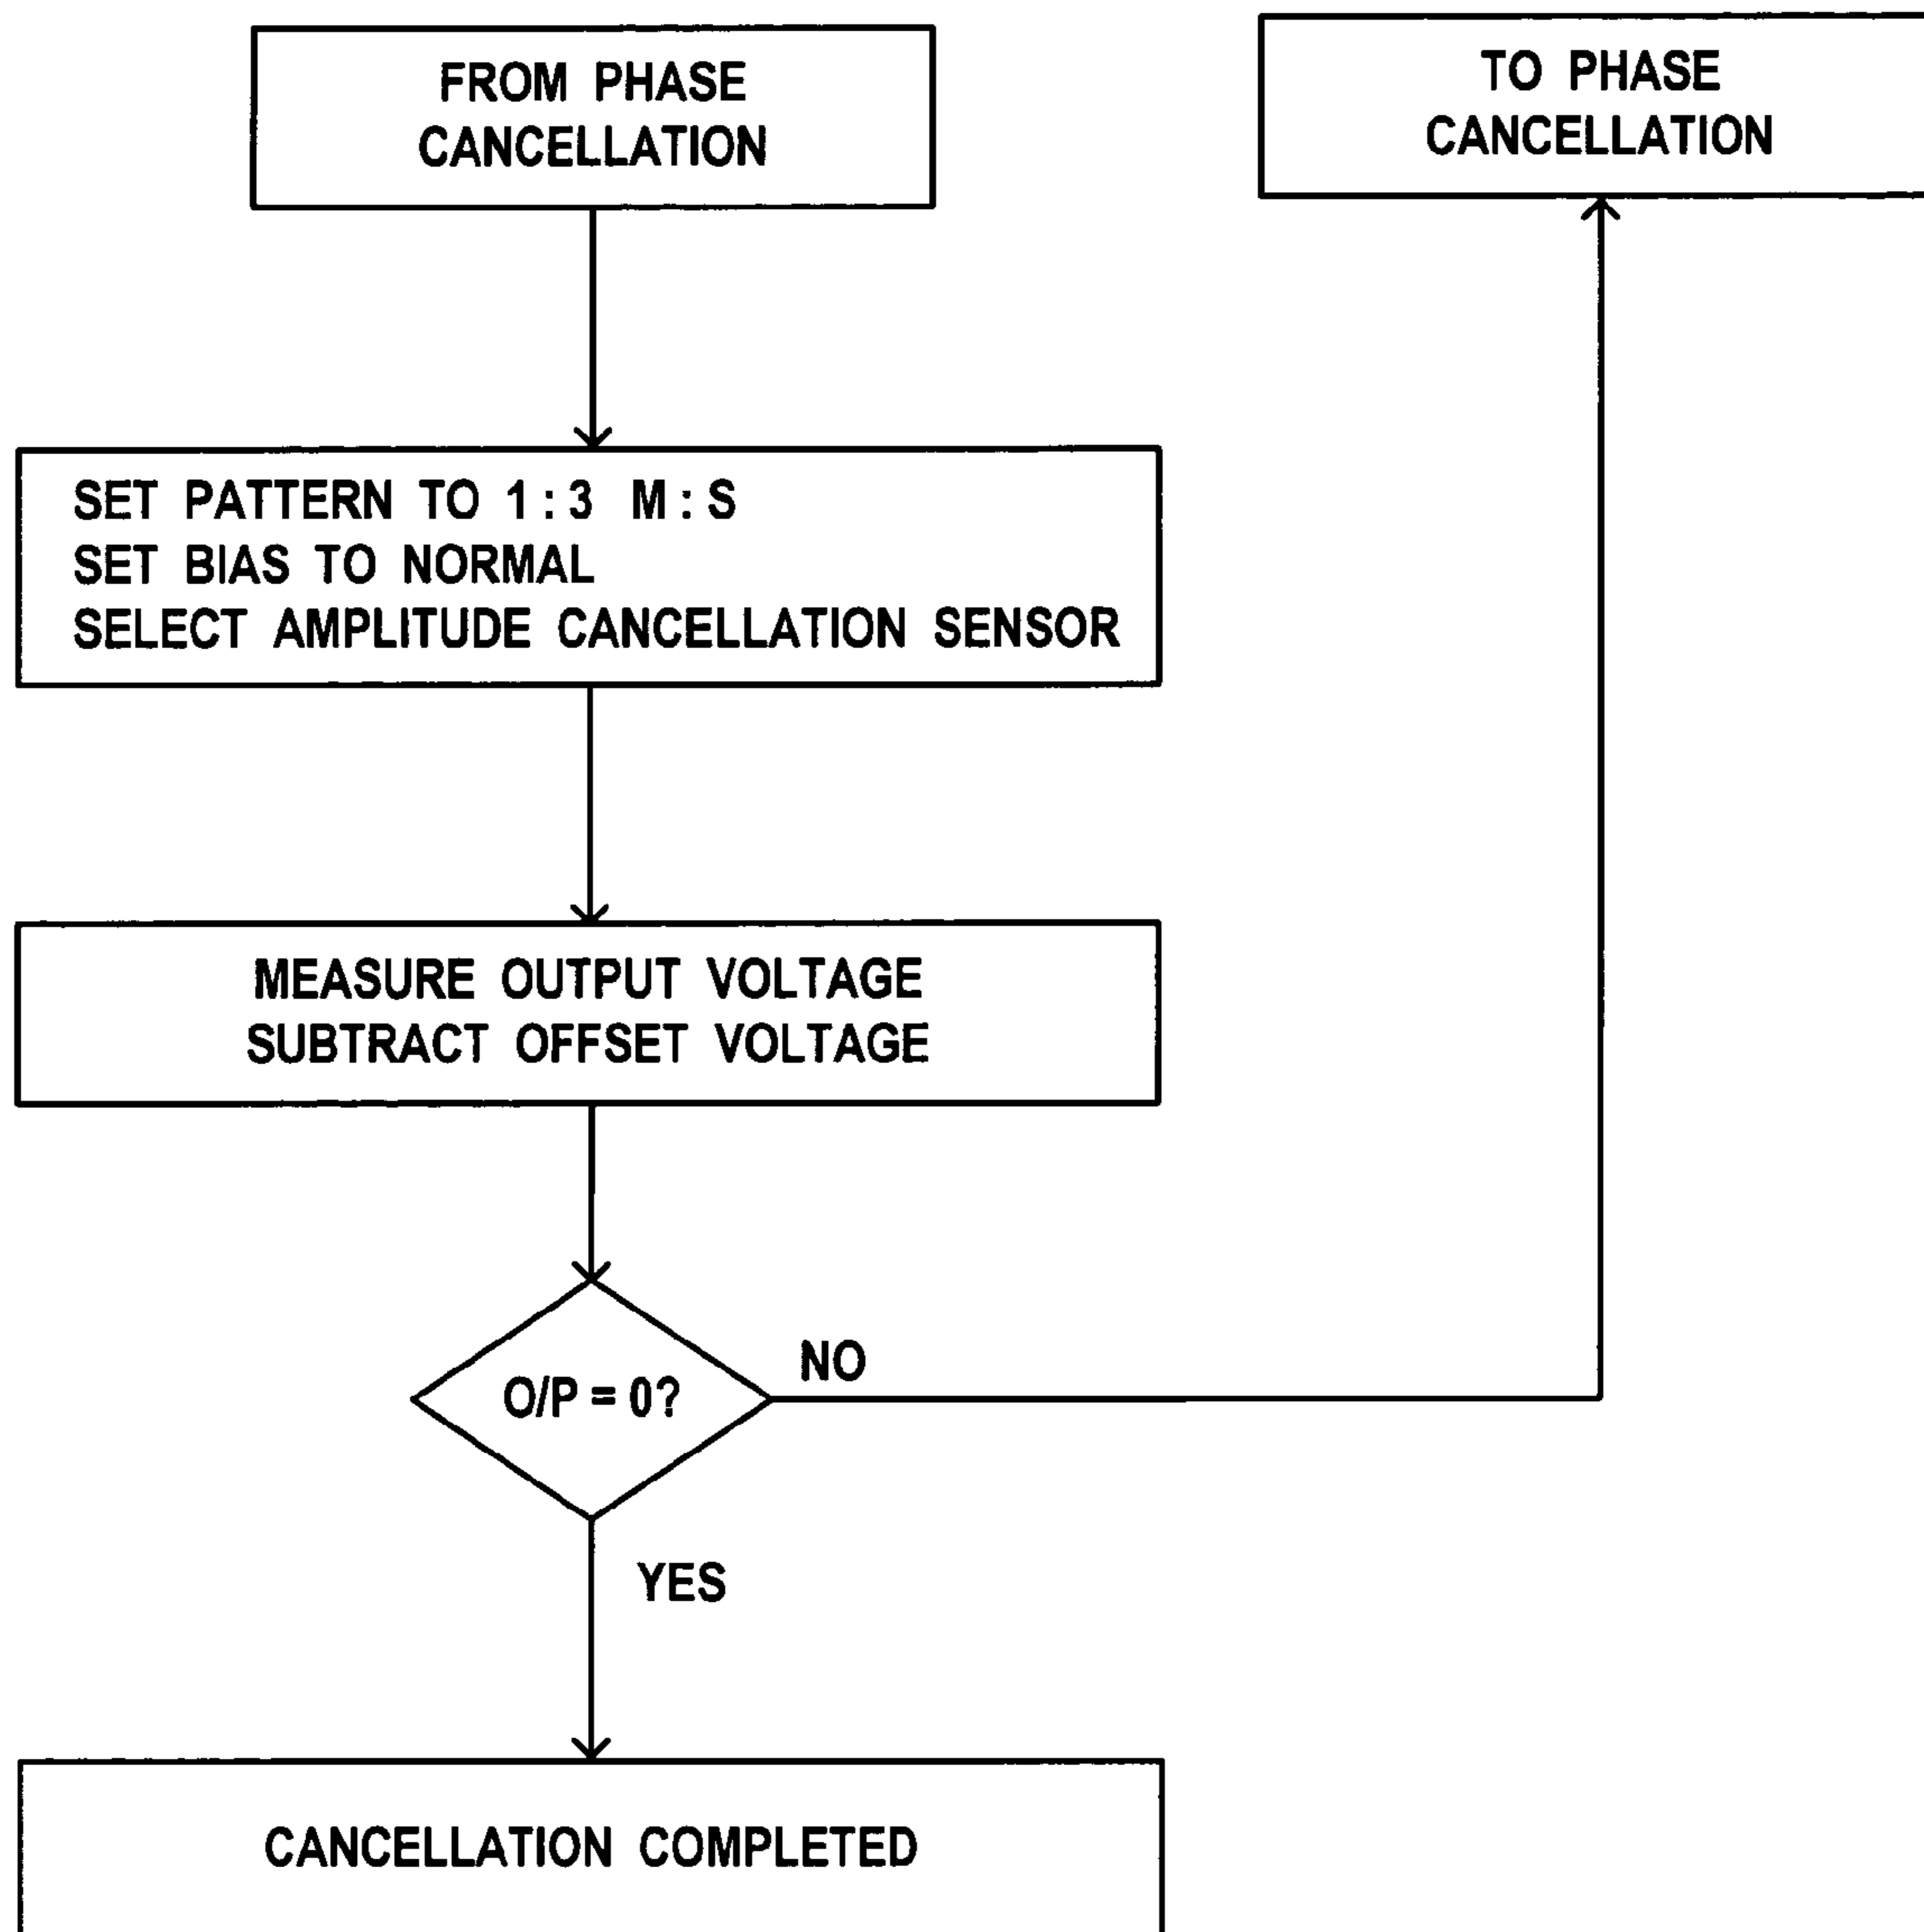 FROM PHASE
CANCELLATION
TO PHASE
CANCELLATION
SET PATTERN TO 1 : 3 M : S
SET BIAS TO NORMAL
SELECT AMPLITUDE CANCELLATION SENSOR
MEASURE OUTPUT VOLTAGE
SUBTRACT OFFSET VOLTAGE
O/P = 0?
NO
YES
CANCELLATION COMPLETED